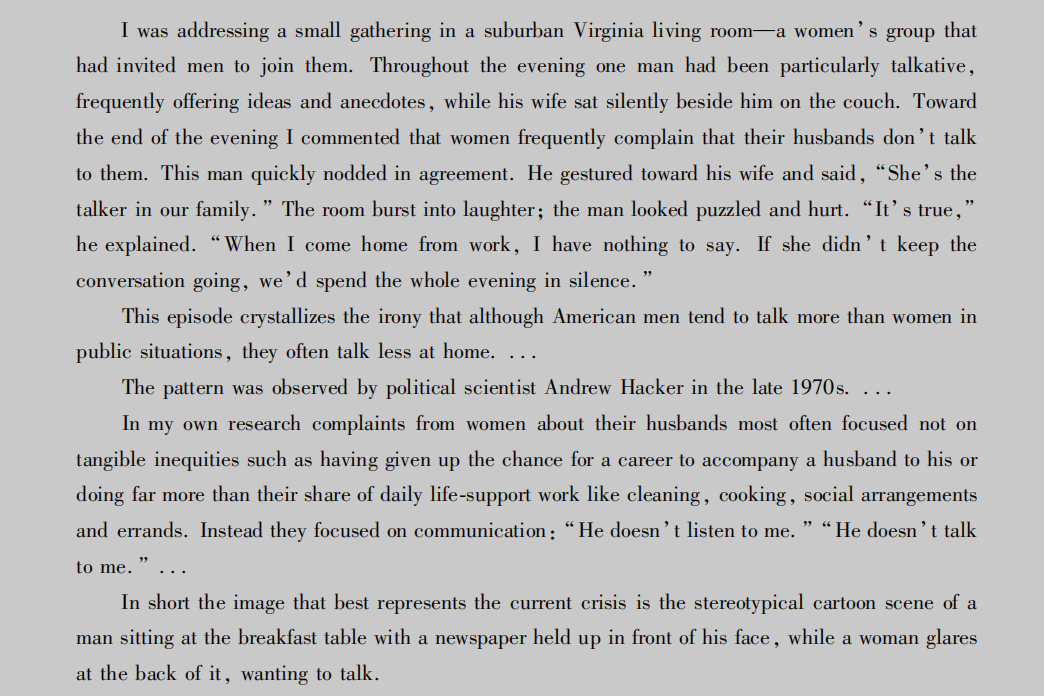 I was addressing a small gathering in a suburban Virginia living room—a women’s group that
had invited men to join them. Throughout the evening one man had been particularly talkative,
frequently offering ideas and anecdotes, while his wife sat silently beside him on the couch. Toward
the end of the evening I commented that women frequently complain that their husbands don’t talk
to them. This man quickly nodded in agreement. He gestured toward his wife and said, “She’s the
talker in our family.” The room burst into laughter; the man looked puzzled and hurt. “It’s true,”
he explained. “When I come home from work, I have nothing to say. If she didn’t keep the
conversation going, we’d spend the whole evening in silence.”
This episode crystallizes the irony that although American men tend to talk more than women in
public situations, they often talk less at home. ...
The pattern was observed by political scientist Andrew Hacker in the late 1970s. ...
In my own research complaints from women about their husbands most often focused not on
tangible inequities such as having given up the chance for a career to accompany a husband to his or
doing far more than their share of daily life-support work like cleaning, cooking, social arrangements
and errands. Instead they focused on communication: “He doesn’t listen to me.” “He doesn’t talk
to me.” ...
In short the image that best represents the current crisis is the stereotypical cartoon scene of a
man sitting at the breakfast table with a newspaper held up in front of his face, while a woman glares
at the back of it, wanting to talk.